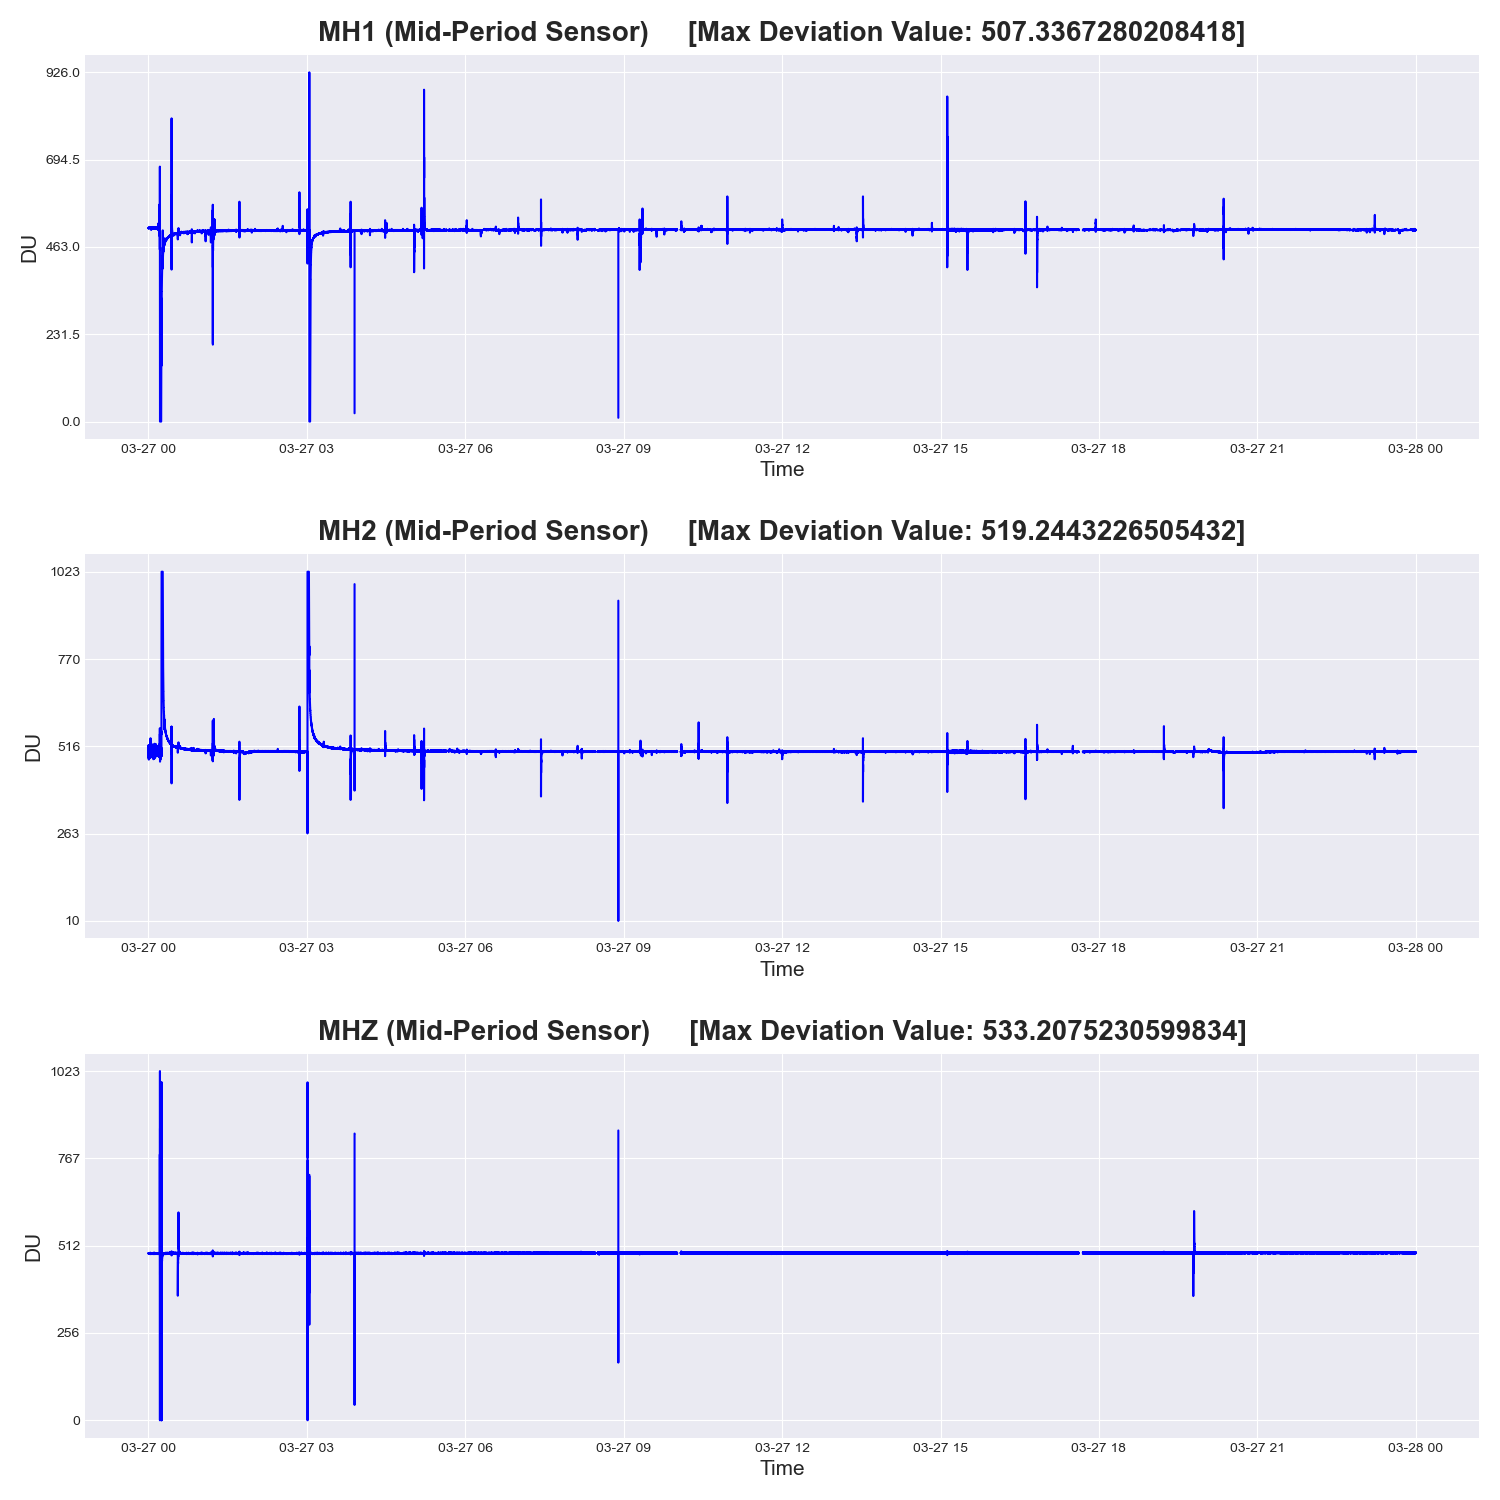 MH1 (Mid-Period Sensor) [Max Deviation Value: 507.3367280208418]
926.0
694.5
463.0
231.5
0.0
DU
03-27 00 03-27 03 03-27 06 03-27 09 03-27 12 03-27 15 03-27 18 03-27 21 03-28 00
Time
MH2 (Mid-Period Sensor) [Max Deviation Value: 519.2443226505432]
1023
770
516
263
10
DU
03-27 00 03-27 03 03-27 06 03-27 09 03-27 12 03-27 15 03-27 18 03-27 21 03-28 00
Time
MHZ (Mid-Period Sensor) [Max Deviation Value: 533.2075230599834]
1023
767
512
256
0
DU
03-27 00 03-27 03 03-27 06 03-27 09 03-27 12 03-27 15 03-27 18 03-27 21 03-28 00
Time